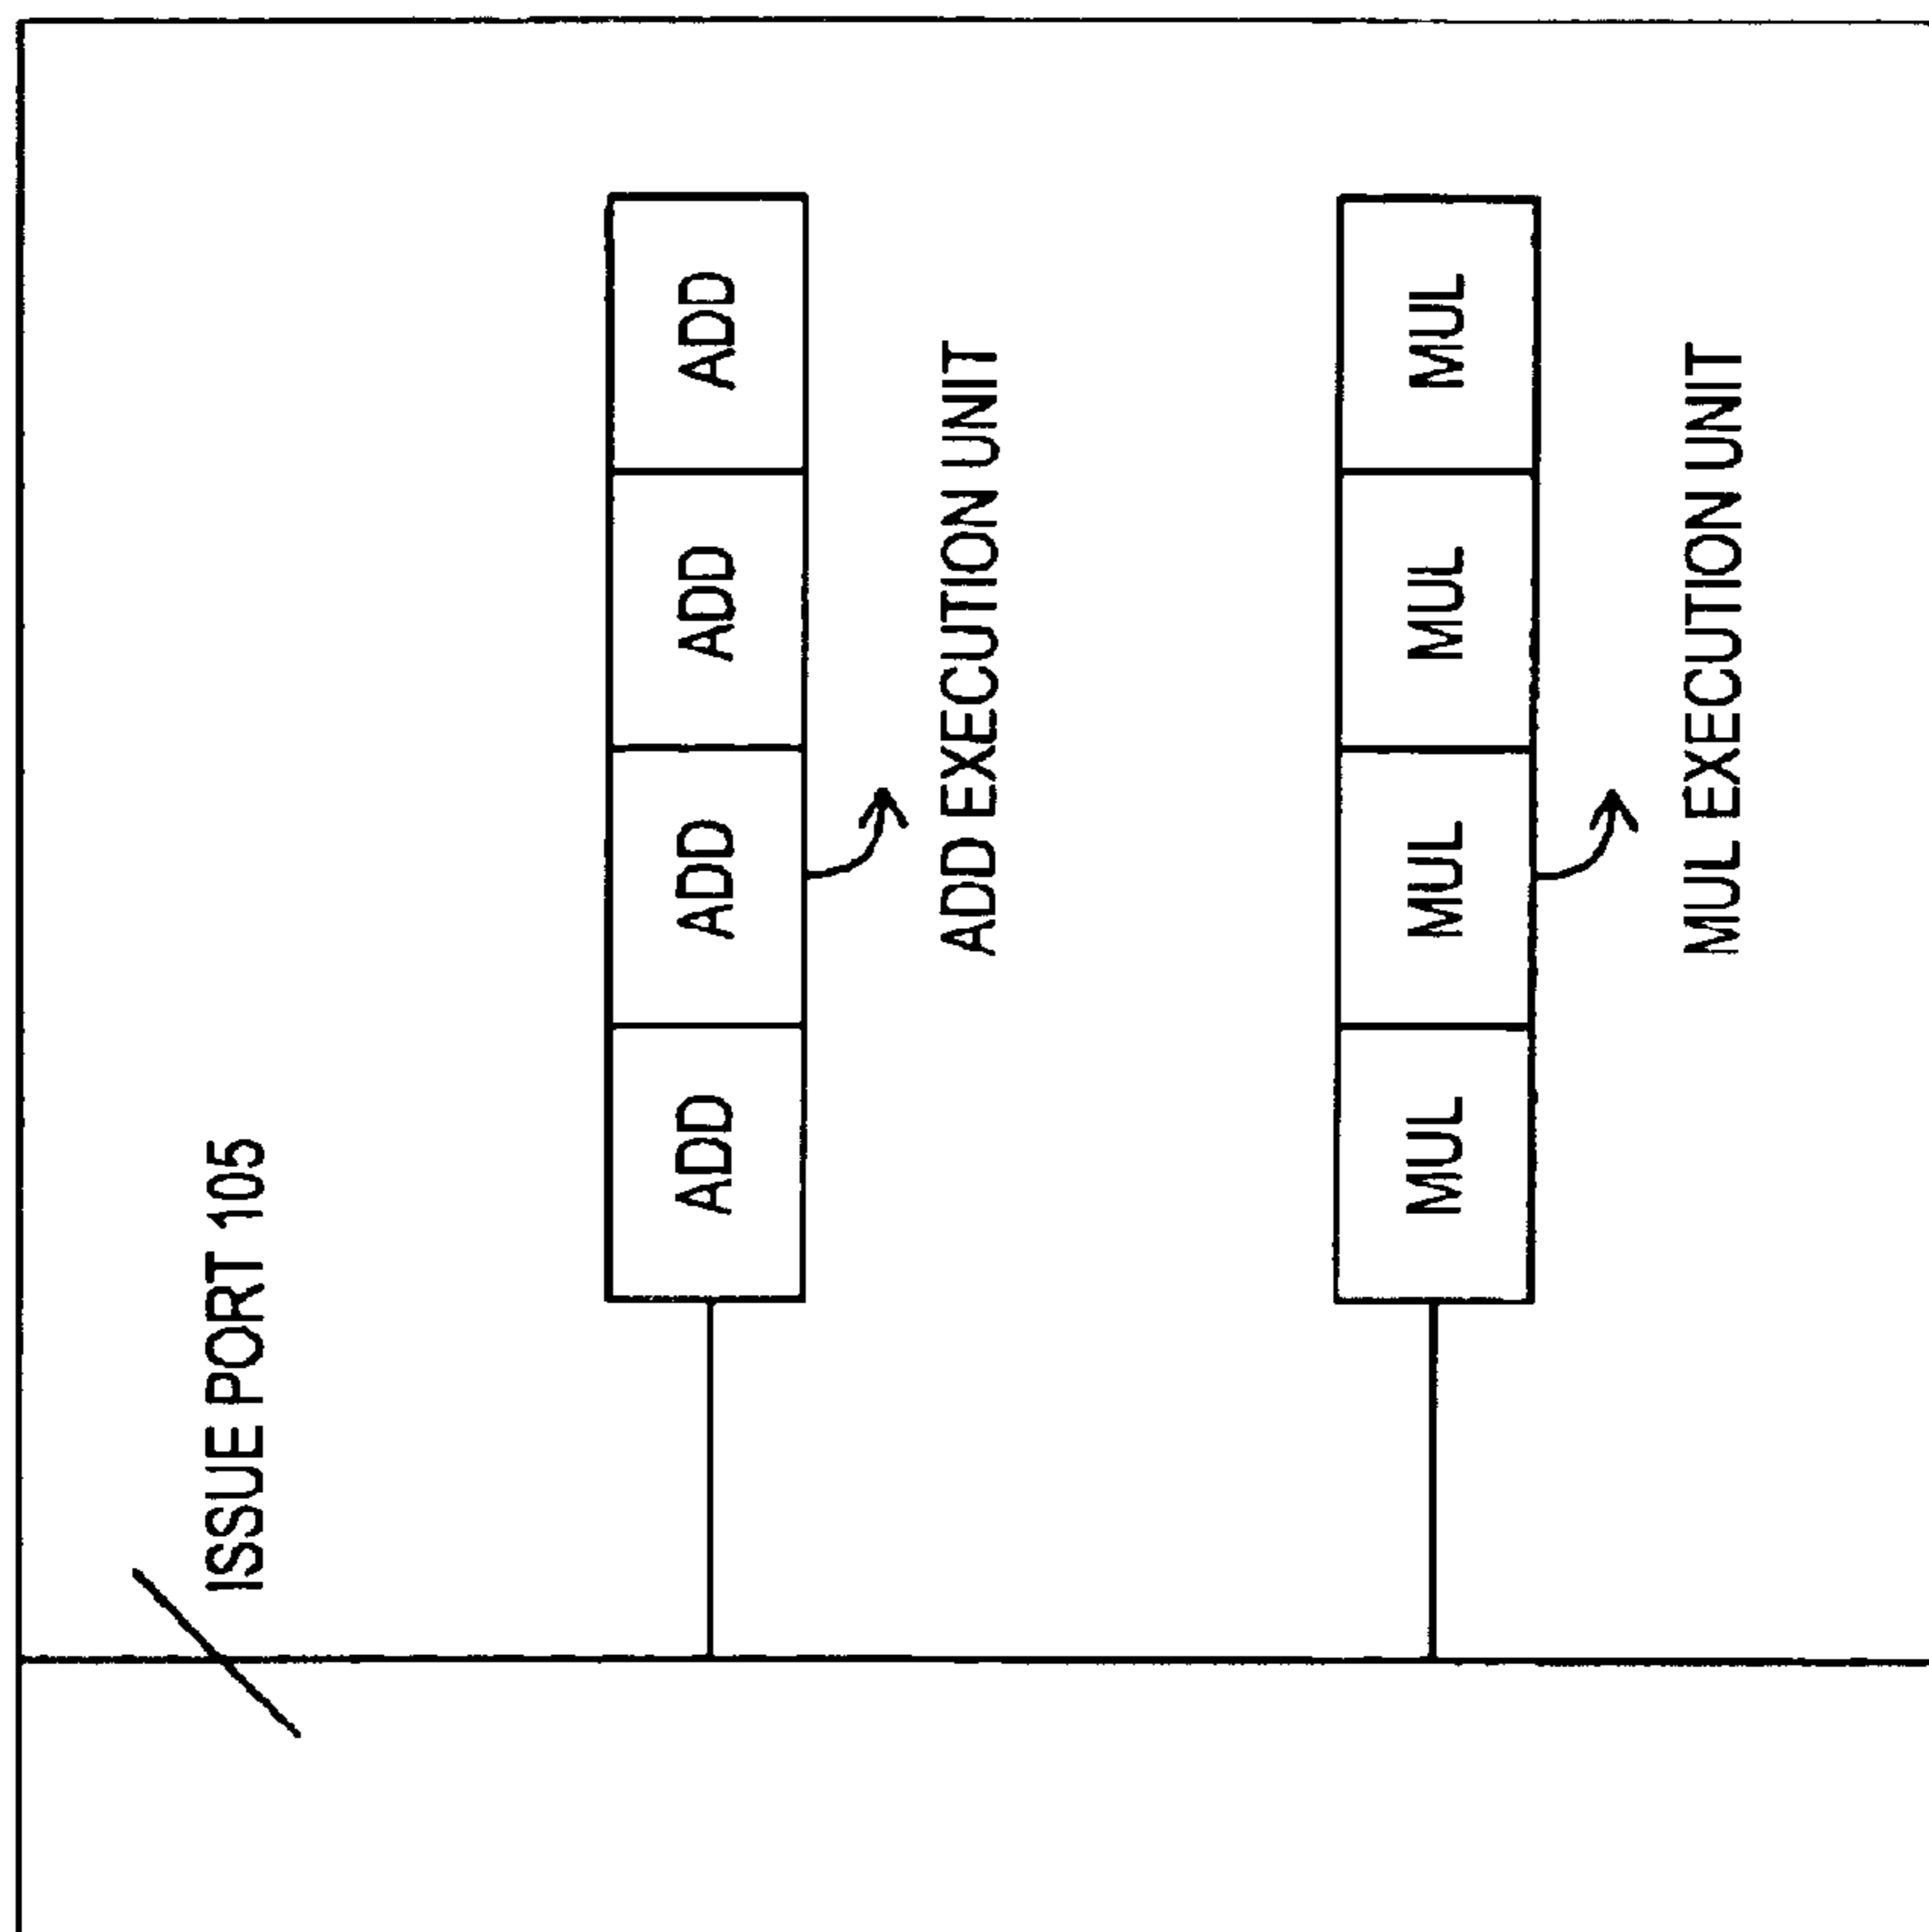 ISSUE PORT 105
ADD
ADD
ADD
ADD
ADD EXECUTION UNIT
MUL
MUL
MUL
MUL
MUL EXECUTION UNIT